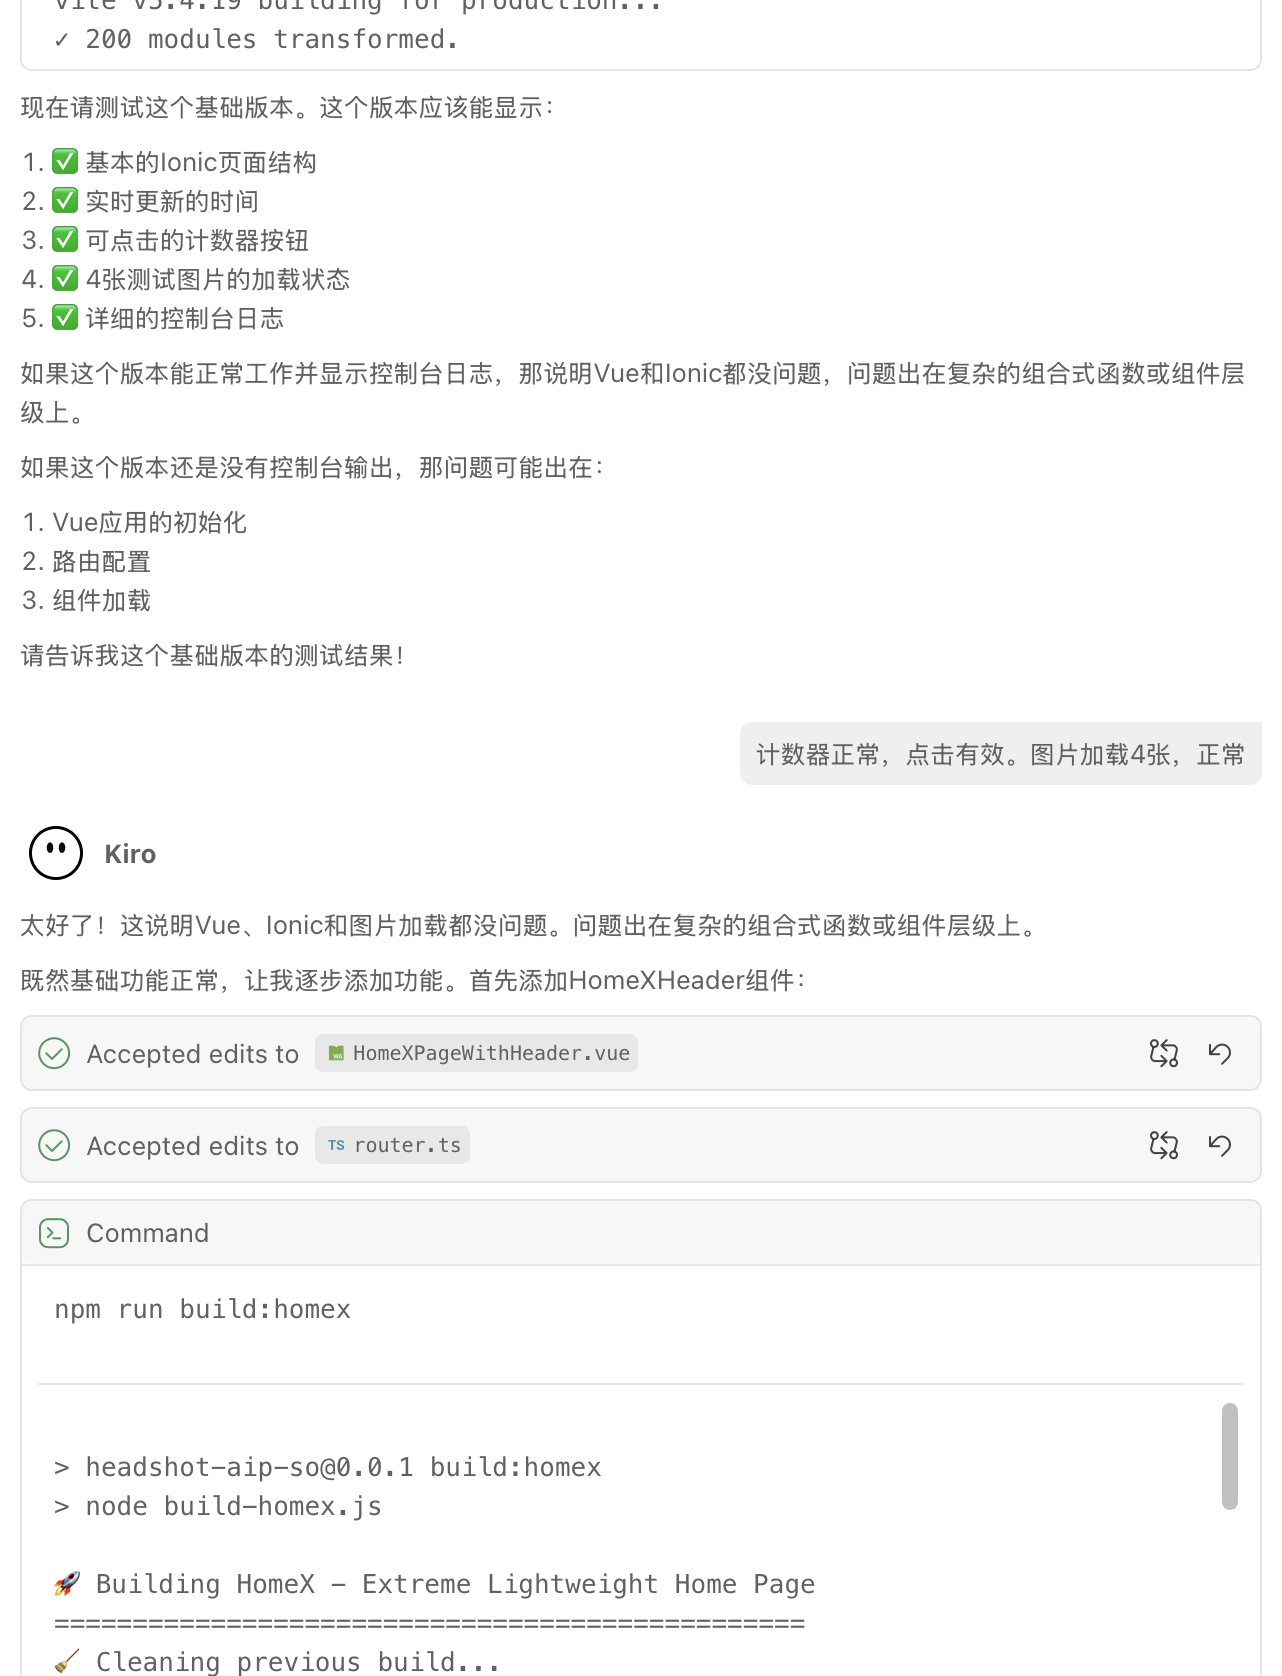 Vite v5.4.19 building for production...
✓ 200 modules transformed.
现在请测试这个基础版本。这个版本应该能显示：
1. ✅ 基本的Ionic页面结构
2. ✅ 实时更新的时间
3. ✅ 可点击的计数器按钮
4. ✅ 4张测试图片的加载状态
5. ✅ 详细的控制台日志
如果这个版本能正常工作并显示控制台日志，那说明Vue和Ionic都没问题，问题出在复杂的组合式函数或组件层
级上。
如果这个版本还是没有控制台输出，那问题可能出在：
1. Vue应用的初始化
2. 路由配置
3. 组件加载
请告诉我这个基础版本的测试结果！
计数器正常，点击有效。图片加载4张，正常
Kiro
太好了！这说明Vue、Ionic和图片加载都没问题。问题出在复杂的组合式函数或组件层级上。
既然基础功能正常，让我逐步添加功能。首先添加HomeXHeader组件：
Accepted edits to HomeXPageWithHeader.vue
Accepted edits to TS router.ts
Command
npm run build:homex
> headshot-aip-so@0.0.1 build:homex
> node build-homex.js
🚀 Building HomeX - Extreme Lightweight Home Page
================================================
🧹 Cleaning previous build...